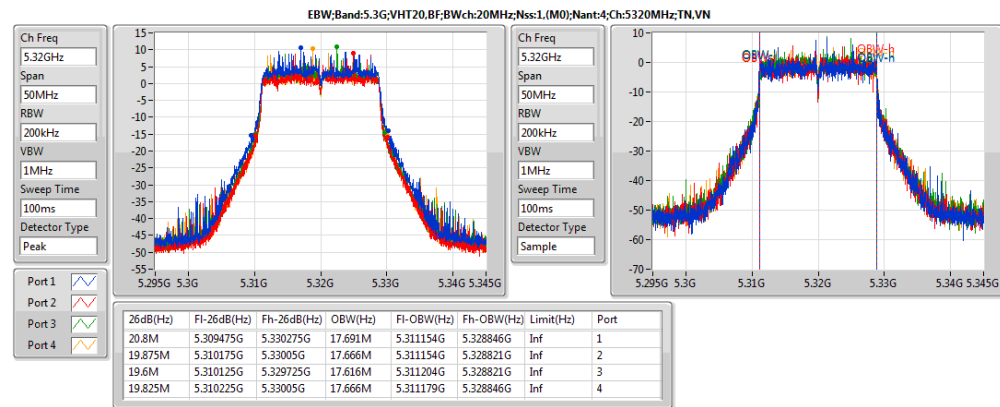 EBW;Band:5.3G;VHT20,BF;BWch:20MHz;Nss:1,(M0);Nant:4;Ch:5320MHz;TN,VN
Ch Freq
5.32GHz
Span
50MHz
RBW
200kHz
VBW
1MHz
Sweep Time
100ms
Detector Type
Peak
15
10
5
0
-5
-10
-15
-20
-25
-30
-35
-40
-45
-50
-55
5.295G 5.3G 5.31G 5.32G 5.33G 5.34G 5.345G
Ch Freq
5.32GHz
Span
50MHz
RBW
200kHz
VBW
1MHz
Sweep Time
100ms
Detector Type
Sample
10
0
-10
-20
-30
-40
-50
-60
-70
OBW-h
OBW-h
5.295G 5.3G 5.31G 5.32G 5.33G 5.34G 5.345G
Port 1
Port 2
Port 3
Port 4
26dB(Hz) Fl-26dB(Hz) Fh-26dB(Hz) OBW(Hz) Fl-OBW(Hz) Fh-OBW(Hz) Limit(Hz) Port
20.8M 5.309475G 5.330275G 17.691M 5.311154G 5.328846G Inf 1
19.875M 5.310175G 5.33005G 17.666M 5.311154G 5.328821G Inf 2
19.6M 5.310125G 5.329725G 17.616M 5.311204G 5.328821G Inf 3
19.825M 5.310225G 5.33005G 17.666M 5.311179G 5.328846G Inf 4